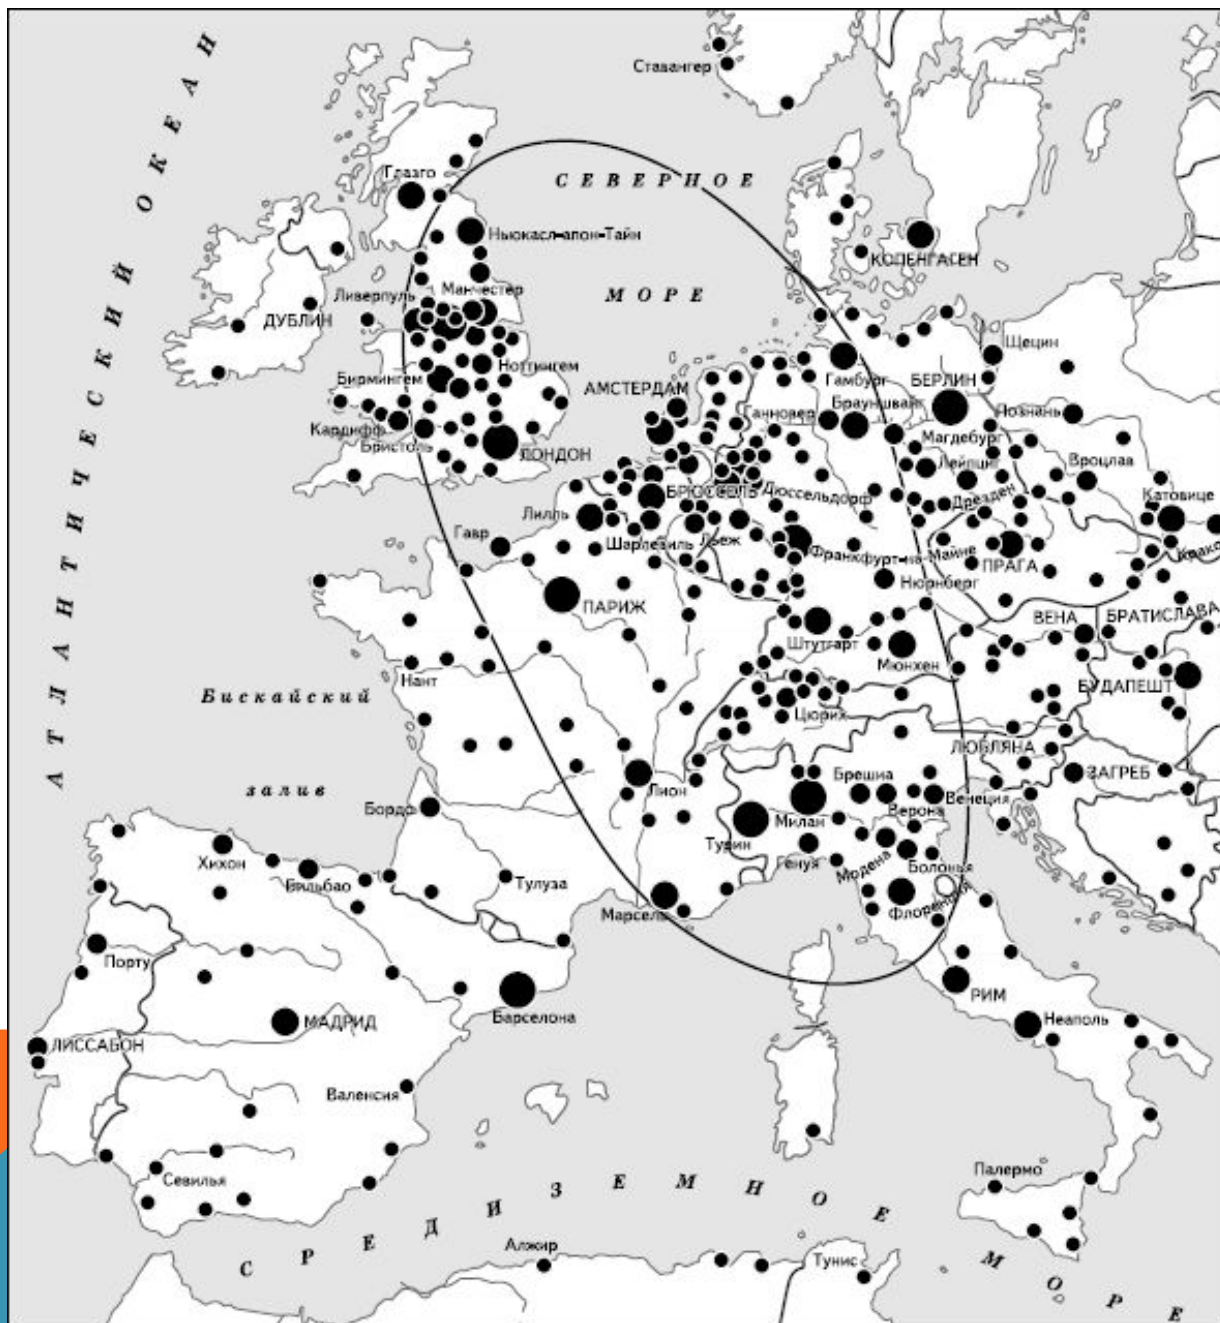 АТЛАНТИЧЕСКИЙ ОКЕАН
Ставангер
Глазго
СЕВЕРНОЕ
Ньюкасл-апон-Тайн
КОПЕНГАГЕН
МОРЕ
Ливерпуль
Манчестер
ДУБЛИН
Щецин
Ноттингем
Бирмингем
АМСТЕРДАМ
Гамбург
БЕРЛИН
Ганновер
Брауншвайг
Познань
Кардифф
Бристоль
ЛОНДОН
Магдебург
Лейпциг
Вроцлав
БРЮССЕЛЬ
Дюссельдорф
Дрезден
Катовице
Лилль
Гавр
Шарлевиль
Льеж
Франкфурт-на-Майне
ПРАГА
Крако
Нюрнберг
ПАРИЖ
ВЕНА
БРАТИСЛАВА
Штутгарт
Мюнхен
Нант
БУДАПЕШТ
Бискайский
Цюрих
ЛЮБЛЯНА
залив
Лион
Брешиа
ЗАГРЕБ
Бордо
Венеция
Верона
Милан
Турин
Хихон
Генуя
Модена
Болонья
Бильбао
Тулуза
Марсель
Флоренция
Порту
РИМ
МАДРИД
Барселона
Неаполь
ЛИССАБОН
Валенсия
Палермо
Севилья
СРЕДИЗЕМНОЕ МОРЕ
Алжир
Тунис